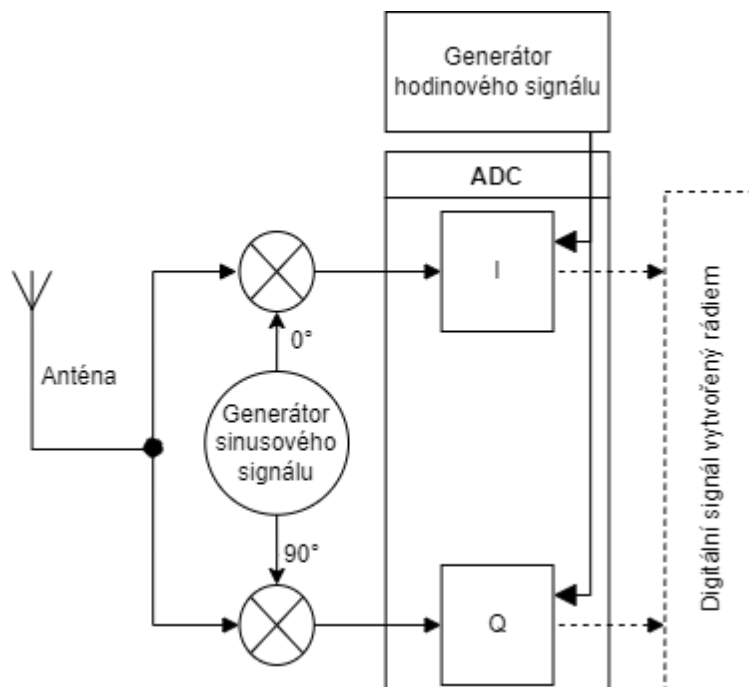 Generátor
hodinového signálu
ADC
I
0°
Anténa
Generátor
sinusového
signálu
90°
Q
Digitální signál vytvořený rádiem